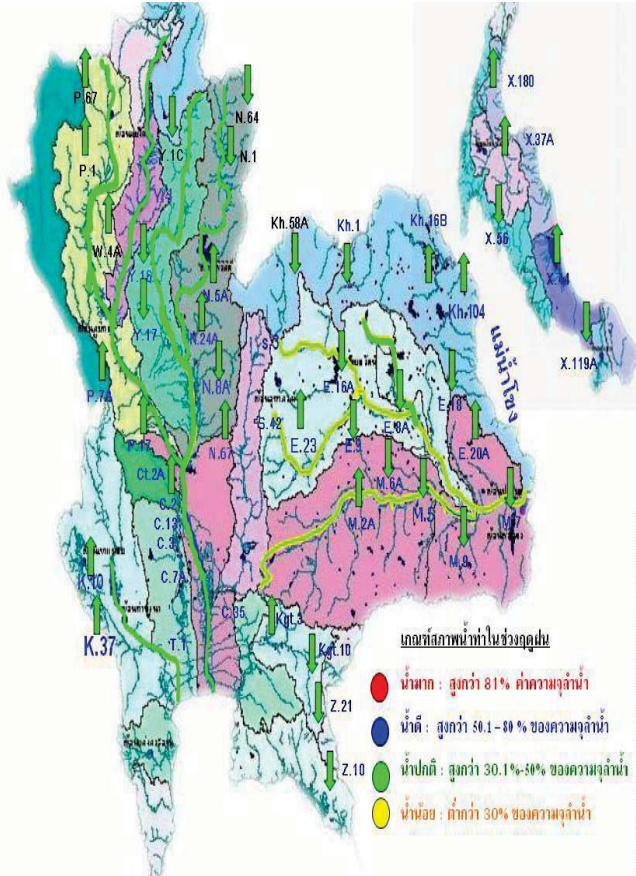 P.67
N.64
X.180
Y.1C
N.1
X.37A
P.1
W.4A
Kh.58A
Kh.1
Kh.16B
X.56
Y.16
N.5A
Kh.104
X.44
Y.17
N.24A
s.3
แม่น้ำโขง
X.119A
P.7A
N.8A
E.16A
E.18
P.17
N.67
S.42
E.23
E.9
E.8A
E.20A
Ct.2A
M.6A
C.2
M.2A
M.5
M.7
C.13
C.3
M.9
K.10
C.7A
K.37
C.35
Kgt.3
T.1
Kgt.10
Z.21
Z.10
เกณฑ์สภาพน้ำท่าในช่วงฤดูฝน
น้ำมาก : สูงกว่า 81% ค่าความจุลำน้ำ
น้ำดี : สูงกว่า 50.1 - 80 % ของความจุลำน้ำ
น้ำปกติ : สูงกว่า 30.1%-50% ของความจุลำน้ำ
น้ำน้อย : ต่ำกว่า 30% ของความจุลำน้ำ